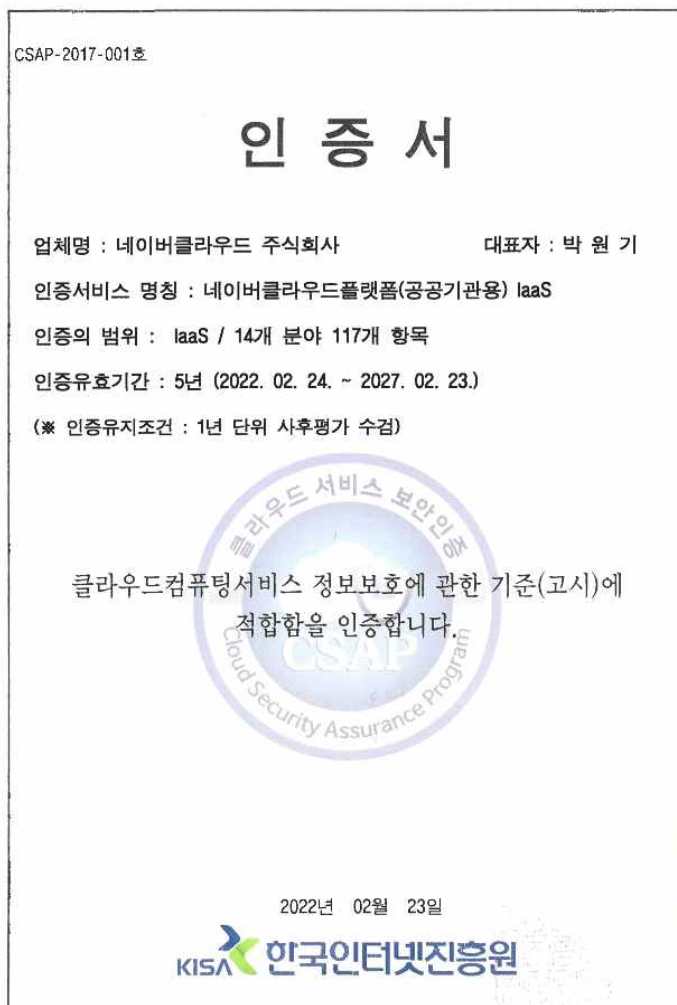 CSAP-2017-001호
인 증 서
업체명 : 네이버클라우드 주식회사 대표자 : 박 원 기
인증서비스 명칭 : 네이버클라우드플랫폼(공공기관용) IaaS
인증의 범위 : IaaS / 14개 분야 117개 항목
인증유효기간 : 5년 (2022. 02. 24. ~ 2027. 02. 23.)
(※ 인증유지조건 : 1년 단위 사후평가 수검)
클라우드 서비스 보안인증
클라우드컴퓨팅서비스 정보보호에 관한 기준(고시)에
적합함을 인증합니다.
CSAP
Cloud Security Assurance Program
2022년 02월 23일
KISA 한국인터넷진흥원